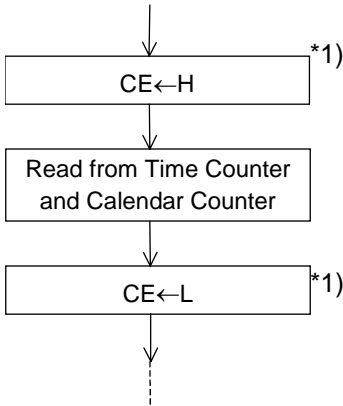 *1)
CE←H
Read from Time Counter
and Calendar Counter
*1)
CE←L